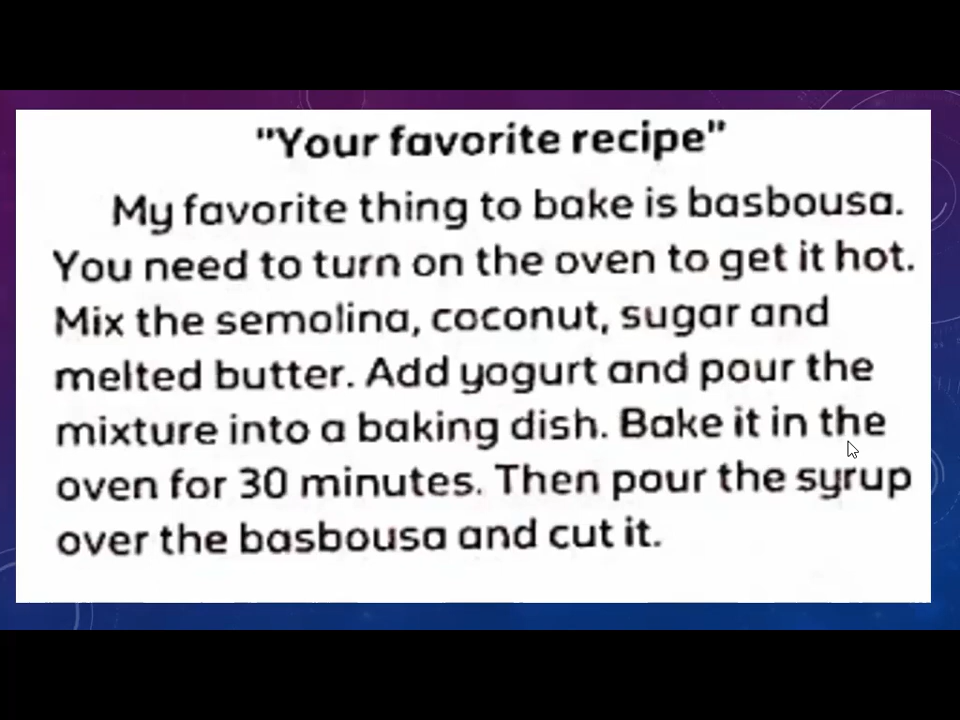 "Your favorite recipe"
My favorite thing to bake is basbousa.
You need to turn on the oven to get it hot.
Mix the semolina, coconut, sugar and
melted butter. Add yogurt and pour the
mixture into a baking dish. Bake it in the
oven for 30 minutes. Then pour the syrup
over the basbousa and cut it.